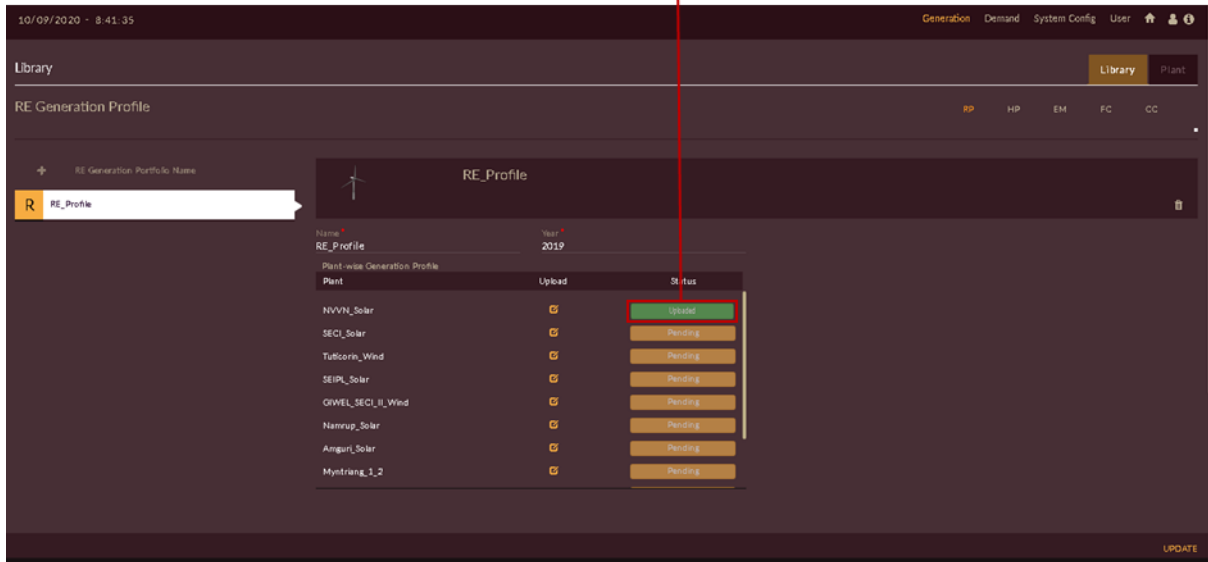 10/09/2020 - 8:41:35 Generation Demand System Config User
Library Library Plant
RE Generation Profile RP HP EM FC CC
RE Generation Portfolio Name
RE_Profile
R RE_Profile
Name * Year *
RE_Profile 2019
Plant-wise Generation Profile
Plant Upload Status
NVVN_Solar Uploaded
SECI_Solar Pending
Tuticorin_Wind Pending
SEIPL_Solar Pending
GIWEL_SECI_II_Wind Pending
Namrup_Solar Pending
Amguri_Solar Pending
Myntriang_1_2 Pending
UPDATE